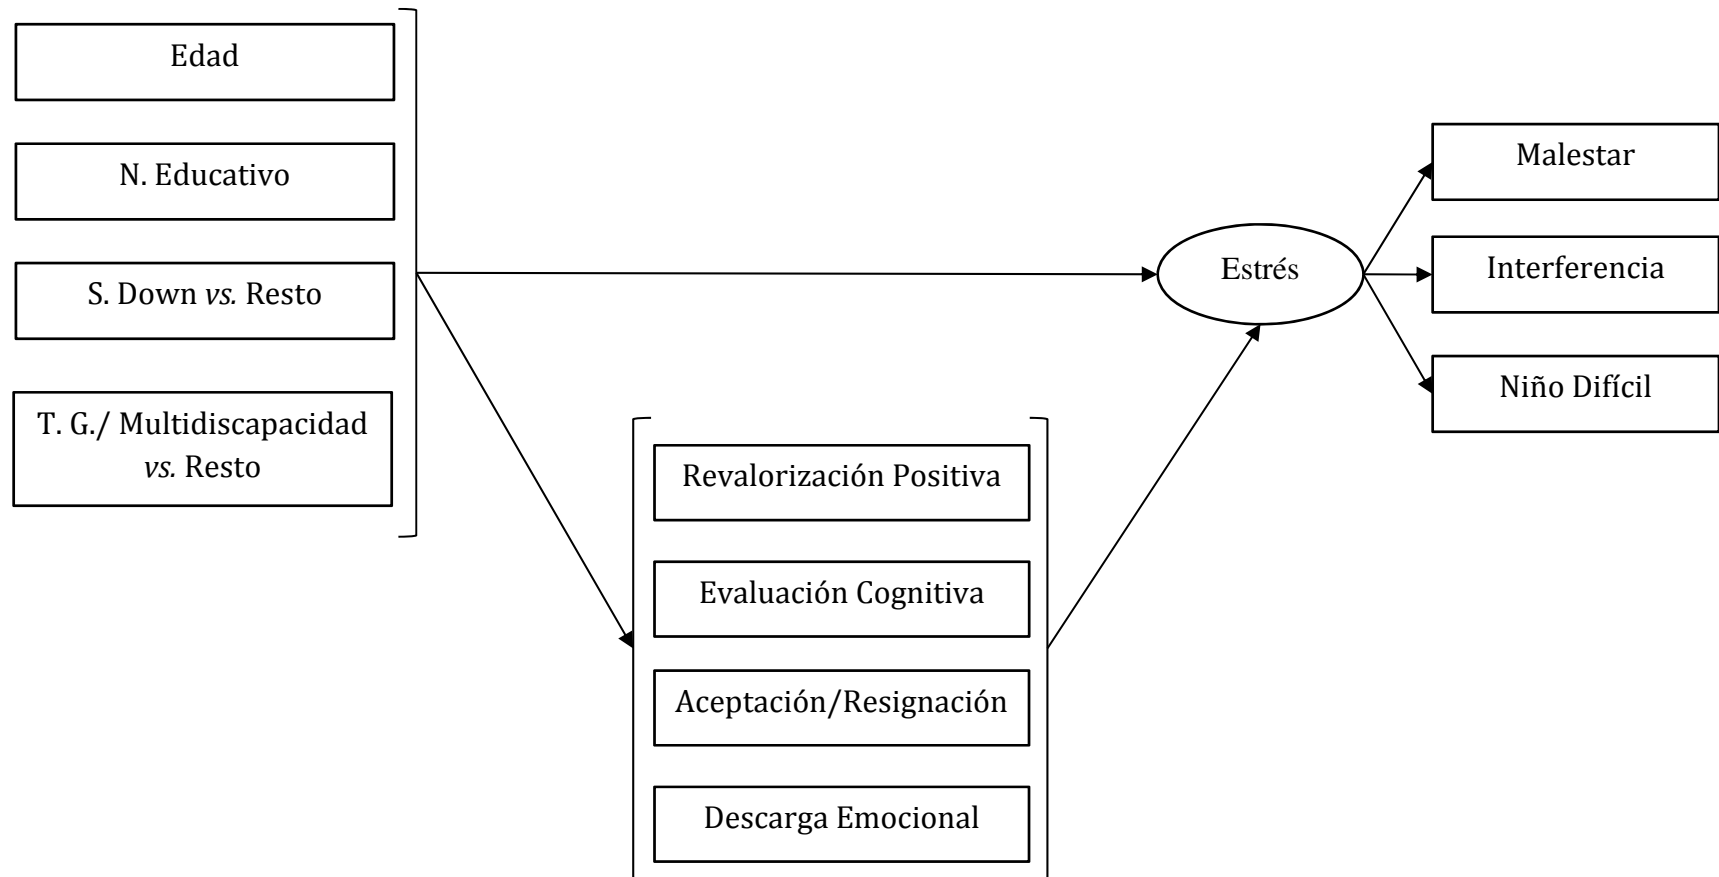 Edad
N. Educativo
S. Down vs. Resto
T. G./ Multidiscapacidad
vs. Resto
Revalorización Positiva
Evaluación Cognitiva
Aceptación/Resignación
Descarga Emocional
Estrés
Malestar
Interferencia
Niño Difícil